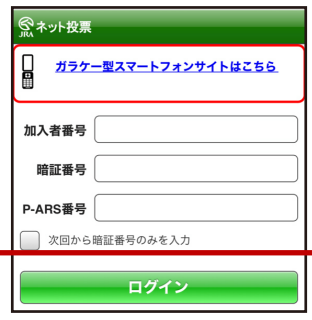 JRA ネット投票
ガラケー型スマートフォンサイトはこちら
加入者番号
暗証番号
P-ARS番号
次回から暗証番号のみを入力
ログイン